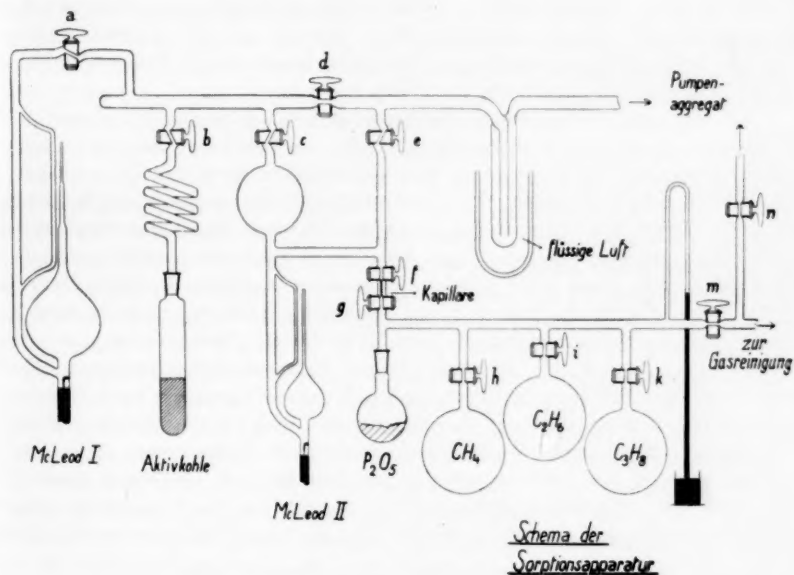 a
d
Pumpen-
aggregat
b
c
e
n
flüssige Luft
f
Kapillare
g
m
zur
Gasreinigung
h
i
k
CH₄
C₂H₆
C₃H₈
McLeod I
Aktivkohle
P₂O₅
McLeod II
Schema der
Sorptionsapparatur